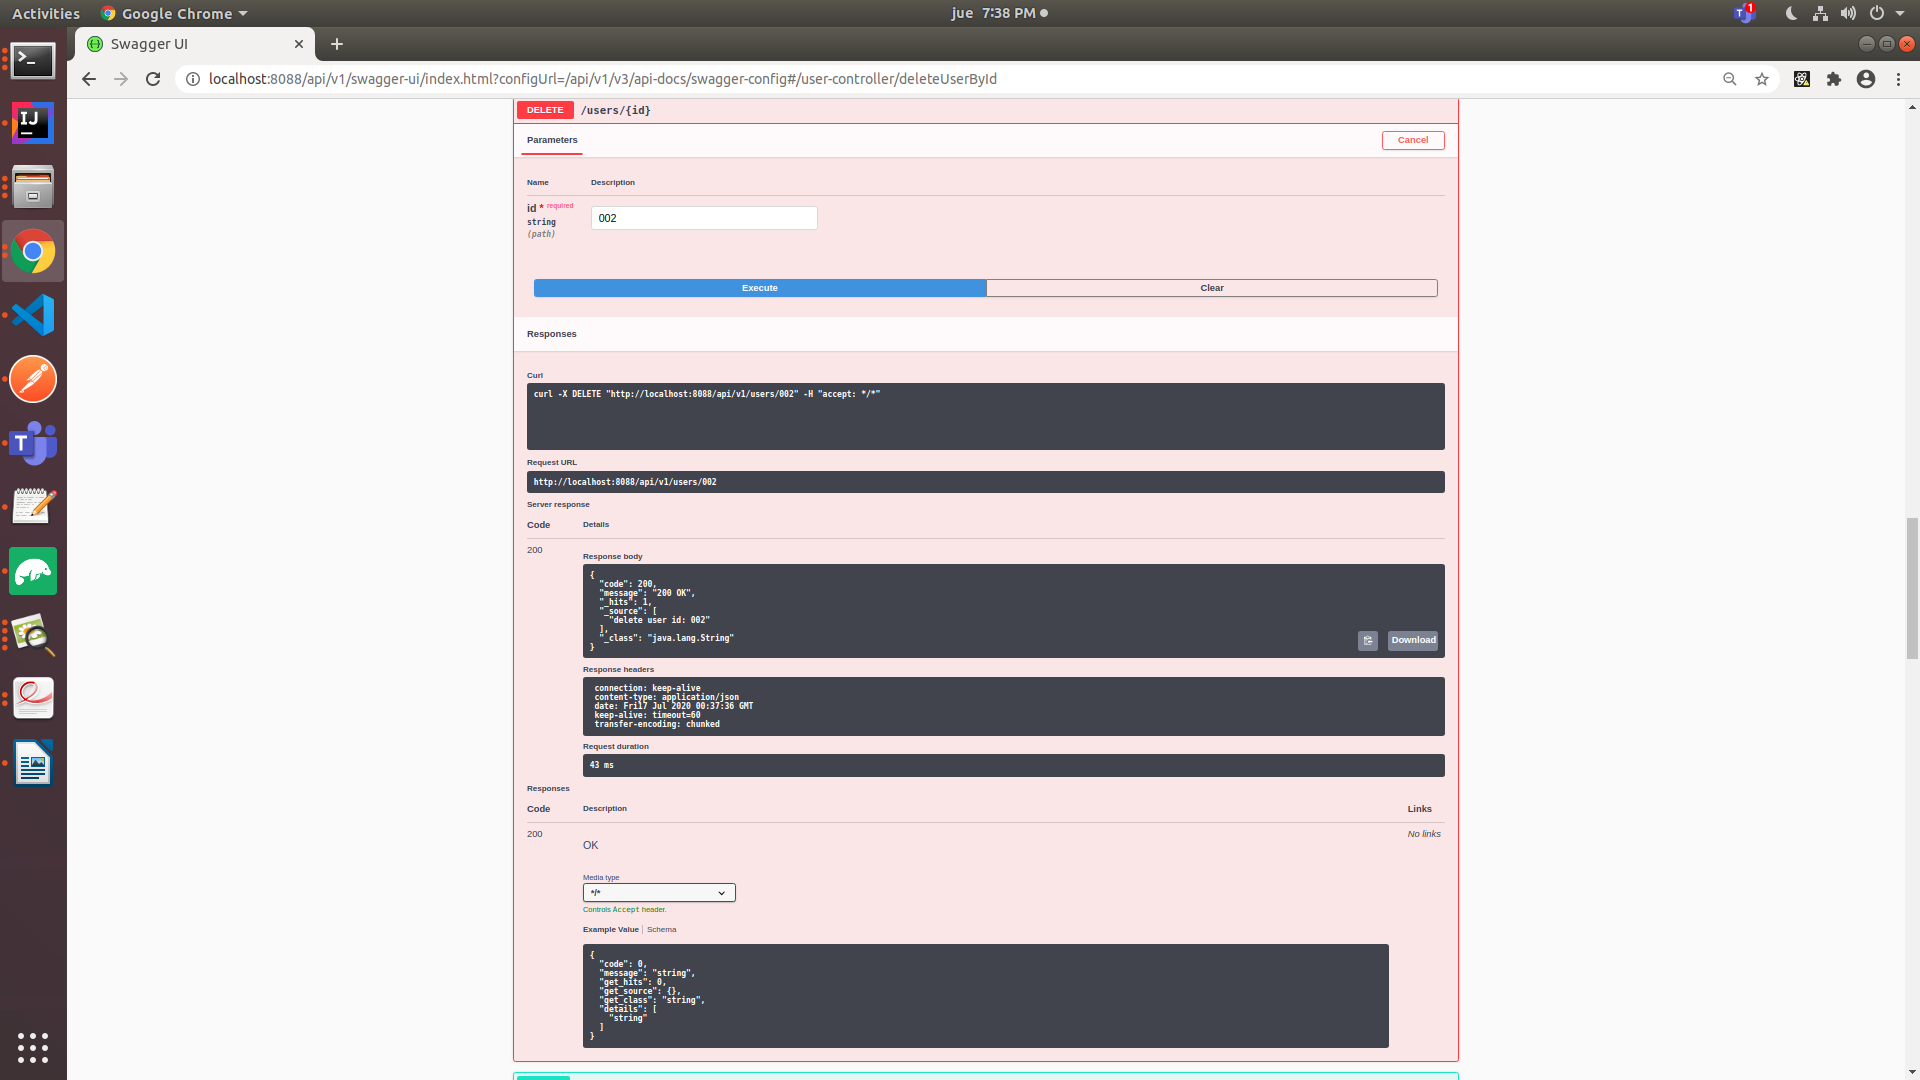 Activities
Google Chrome
jue 7:38 PM
1
Swagger UI
localhost:8088/api/v1/swagger-ui/index.html?configUrl=/api/v1/v3/api-docs/swagger-config#/user-controller/deleteUserById
DELETE /users/{id}
Parameters
Cancel
Name Description
id * required
string
(path)
002
Execute
Clear
Responses
Curl
curl -X DELETE "http://localhost:8088/api/v1/users/002" -H "accept: */*"
Request URL
http://localhost:8088/api/v1/users/002
Server response
Code Details
200
Response body
{
"code": 200,
"message": "200 OK",
"_hits": 1,
"_source": [
"delete user id: 002"
],
"_class": "java.lang.String"
}
Download
Response headers
connection: keep-alive
content-type: application/json
date: Fri17 Jul 2020 00:37:36 GMT
keep-alive: timeout=60
transfer-encoding: chunked
Request duration
43 ms
Responses
Code Description Links
200
OK
No links
Media type
*/*
Controls Accept header.
Example Value Schema
{
"code": 0,
"message": "string",
"get_hits": 0,
"get_source": {},
"get_class": "string",
"details": [
"string"
]
}
IJ
T